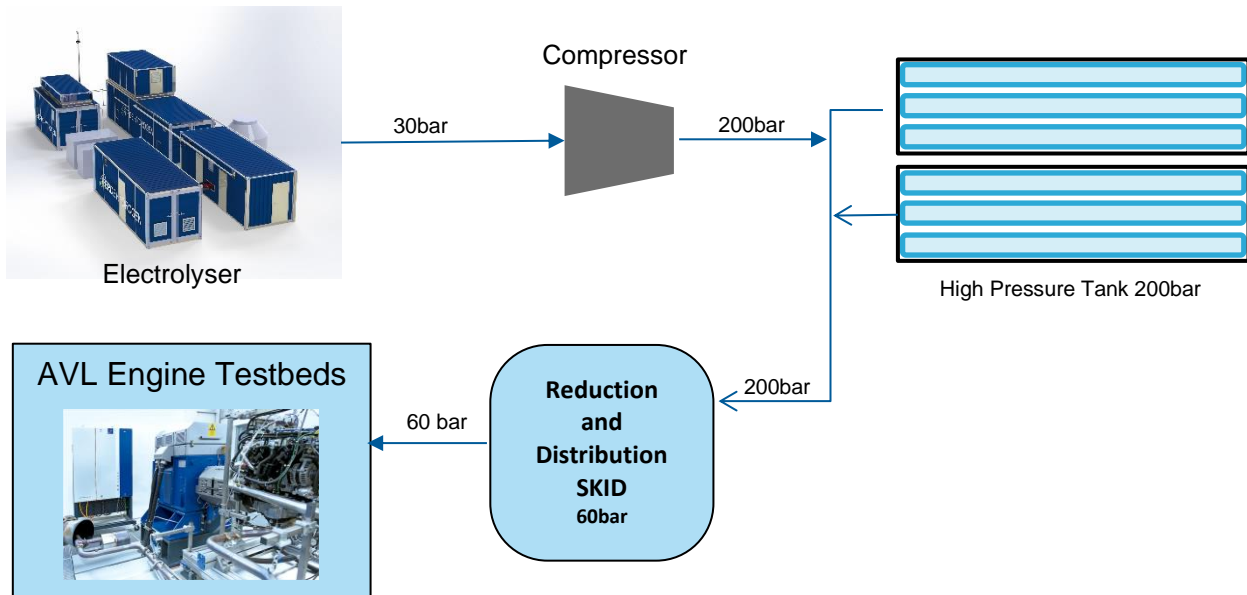 Compressor
30bar
200bar
Electrolyser
High Pressure Tank 200bar
AVL Engine Testbeds
60 bar
Reduction
and
Distribution
SKID
60bar
200bar